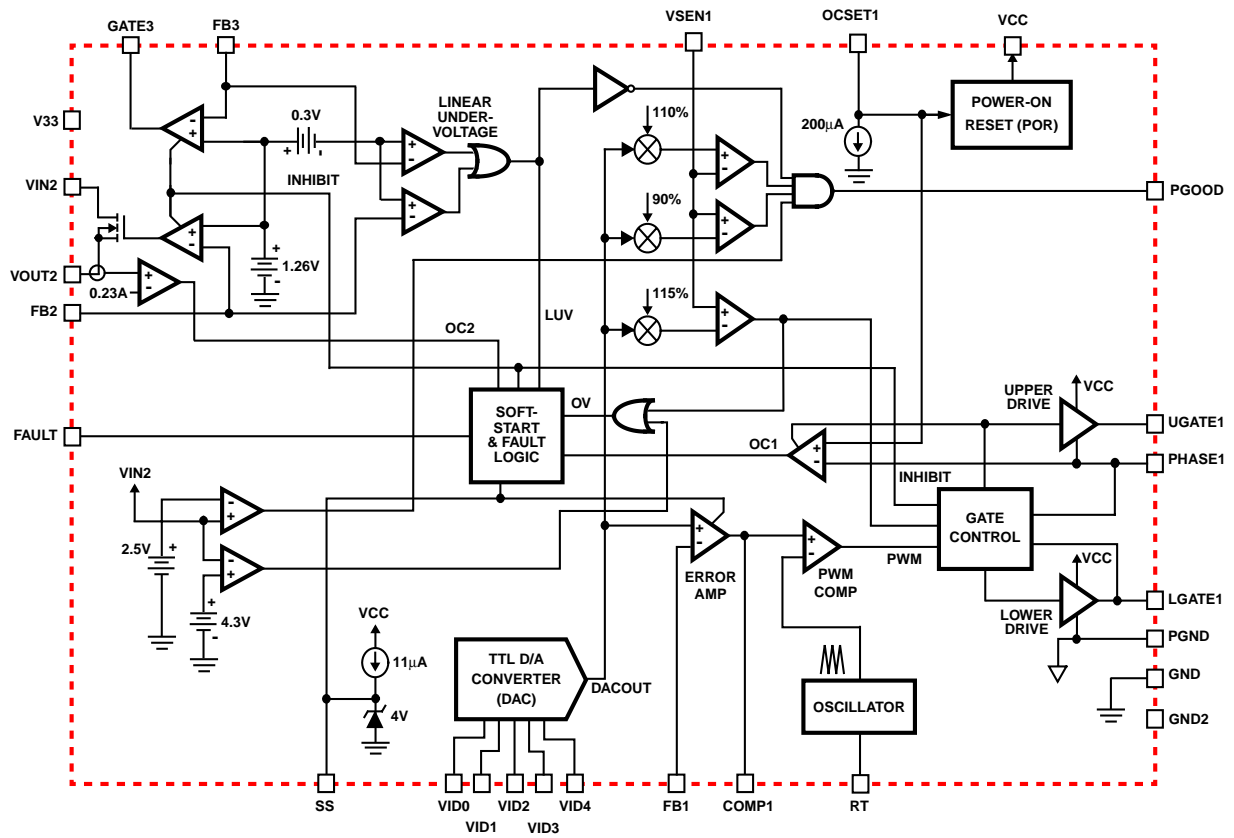 GATE3
FB3
VSEN1
OCSET1
VCC
V33
VIN2
VOUT2
FB2
FAULT
0.3V
+
-
LINEAR
UNDER-
VOLTAGE
INHIBIT
-
+
+
-
+
-
+
-
+
-
0.23A
+
-
1.26V
OC2
LUV
110%
90%
115%
+
-
+
-
+
-
200µA
POWER-ON
RESET (POR)
PGOOD
SOFT-
START
& FAULT
LOGIC
OV
OC1
+
-
INHIBIT
UPPER
DRIVE
VCC
UGATE1
PHASE1
GATE
CONTROL
VCC
LOWER
DRIVE
LGATE1
PGND
GND
GND2
VIN2
2.5V
+
-
-
+
-
+
+
-
4.3V
VCC
11µA
4V
TTL D/A
CONVERTER
(DAC)
DACOUT
+
-
ERROR
AMP
+
-
PWM
COMP
PWM
OSCILLATOR
SS
VID0
VID1
VID2
VID3
VID4
FB1
COMP1
RT